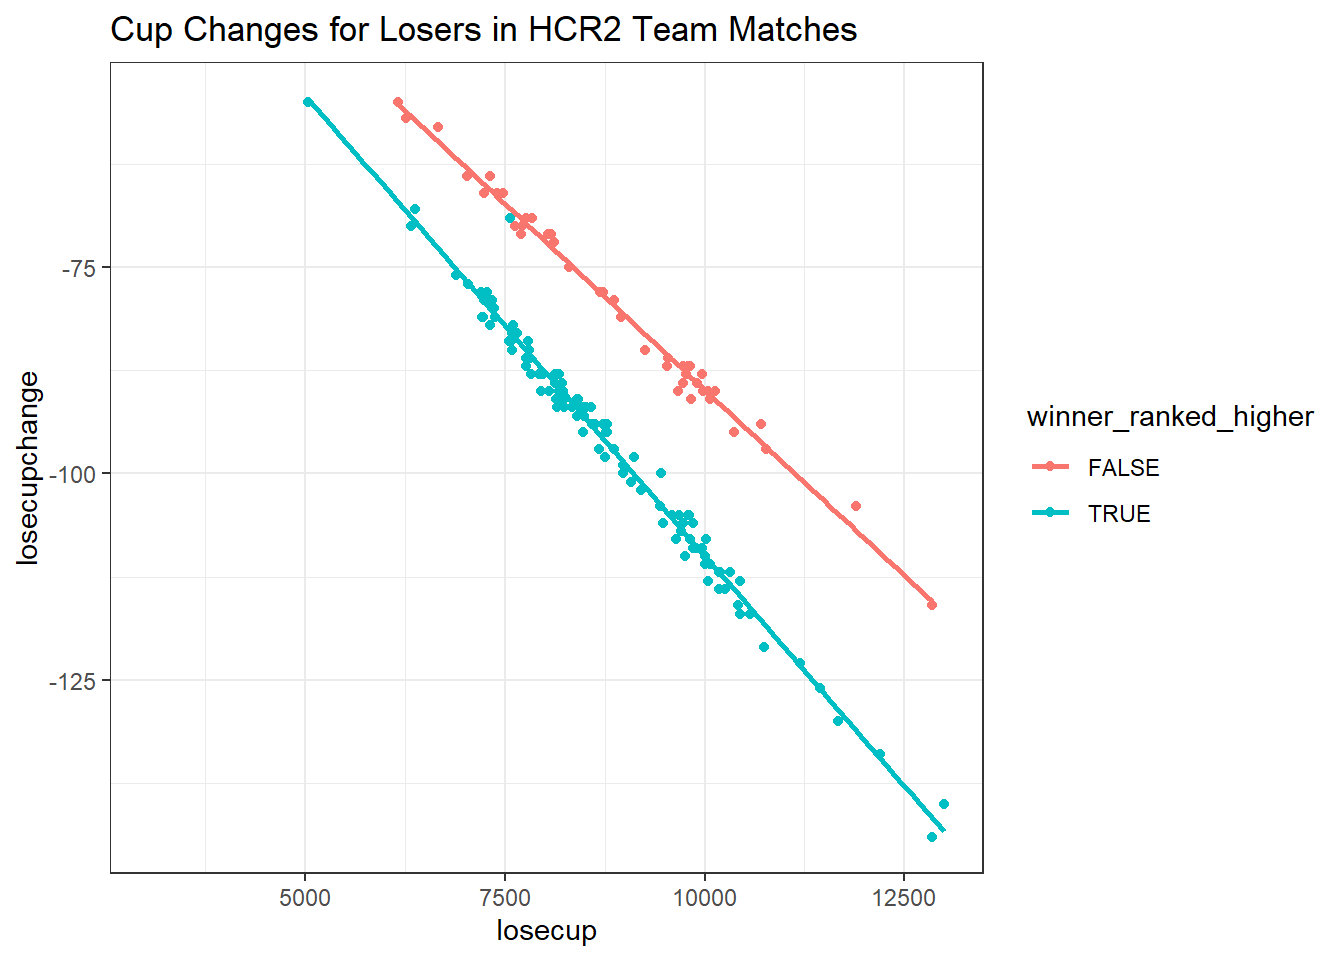 Cup Changes for Losers in HCR2 Team Matches
losecupchange
-75
-100
-125
5000
7500
10000
12500
losecup
winner_ranked_higher
FALSE
TRUE